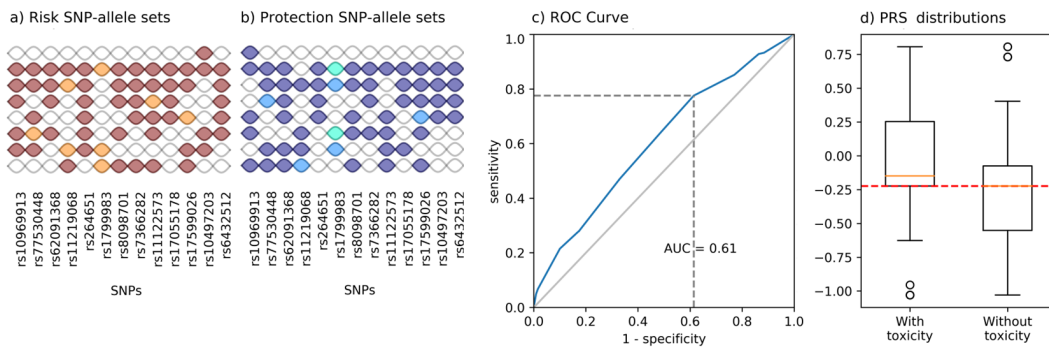 a) Risk SNP-allele sets
b) Protection SNP-allele sets
c) ROC Curve
d) PRS distributions
rs10969913
rs77530448
rs62091368
rs11219068
rs264651
rs1799983
rs8098701
rs7366282
rs11122573
rs17055178
rs17599026
rs10497203
rs6432512
SNPs
rs10969913
rs77530448
rs62091368
rs11219068
rs264651
rs1799983
rs8098701
rs7366282
rs11122573
rs17055178
rs17599026
rs10497203
rs6432512
SNPs
1.0
0.8
0.6
0.4
0.2
0.0
sensitivity
AUC = 0.61
0.0 0.2 0.4 0.6 0.8 1.0
1 - specificity
0.75
0.50
0.25
0.00
−0.25
−0.50
−0.75
−1.00
With
toxicity
Without
toxicity